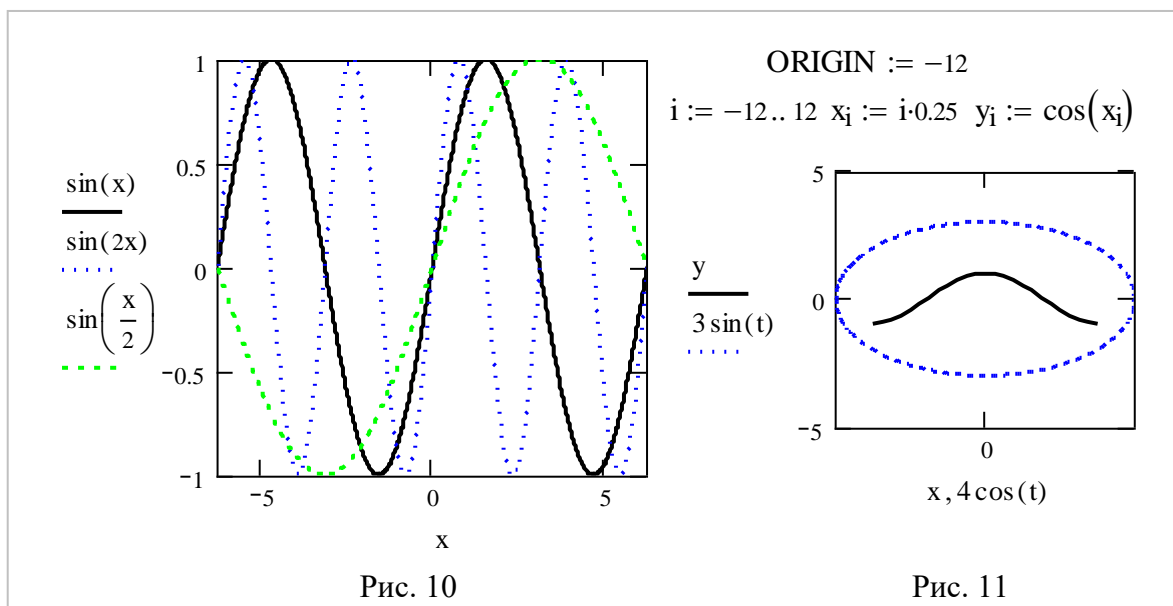 1
0.5
0
−0.5
−1
−5
0
5
sin(x)
sin(2x)
sin(x/2)
x
Рис. 10
ORIGIN := −12
i := −12.. 12 x_i := i·0.25 y_i := cos(x_i)
5
0
−5
0
y
3 sin(t)
x , 4 cos(t)
Рис. 11